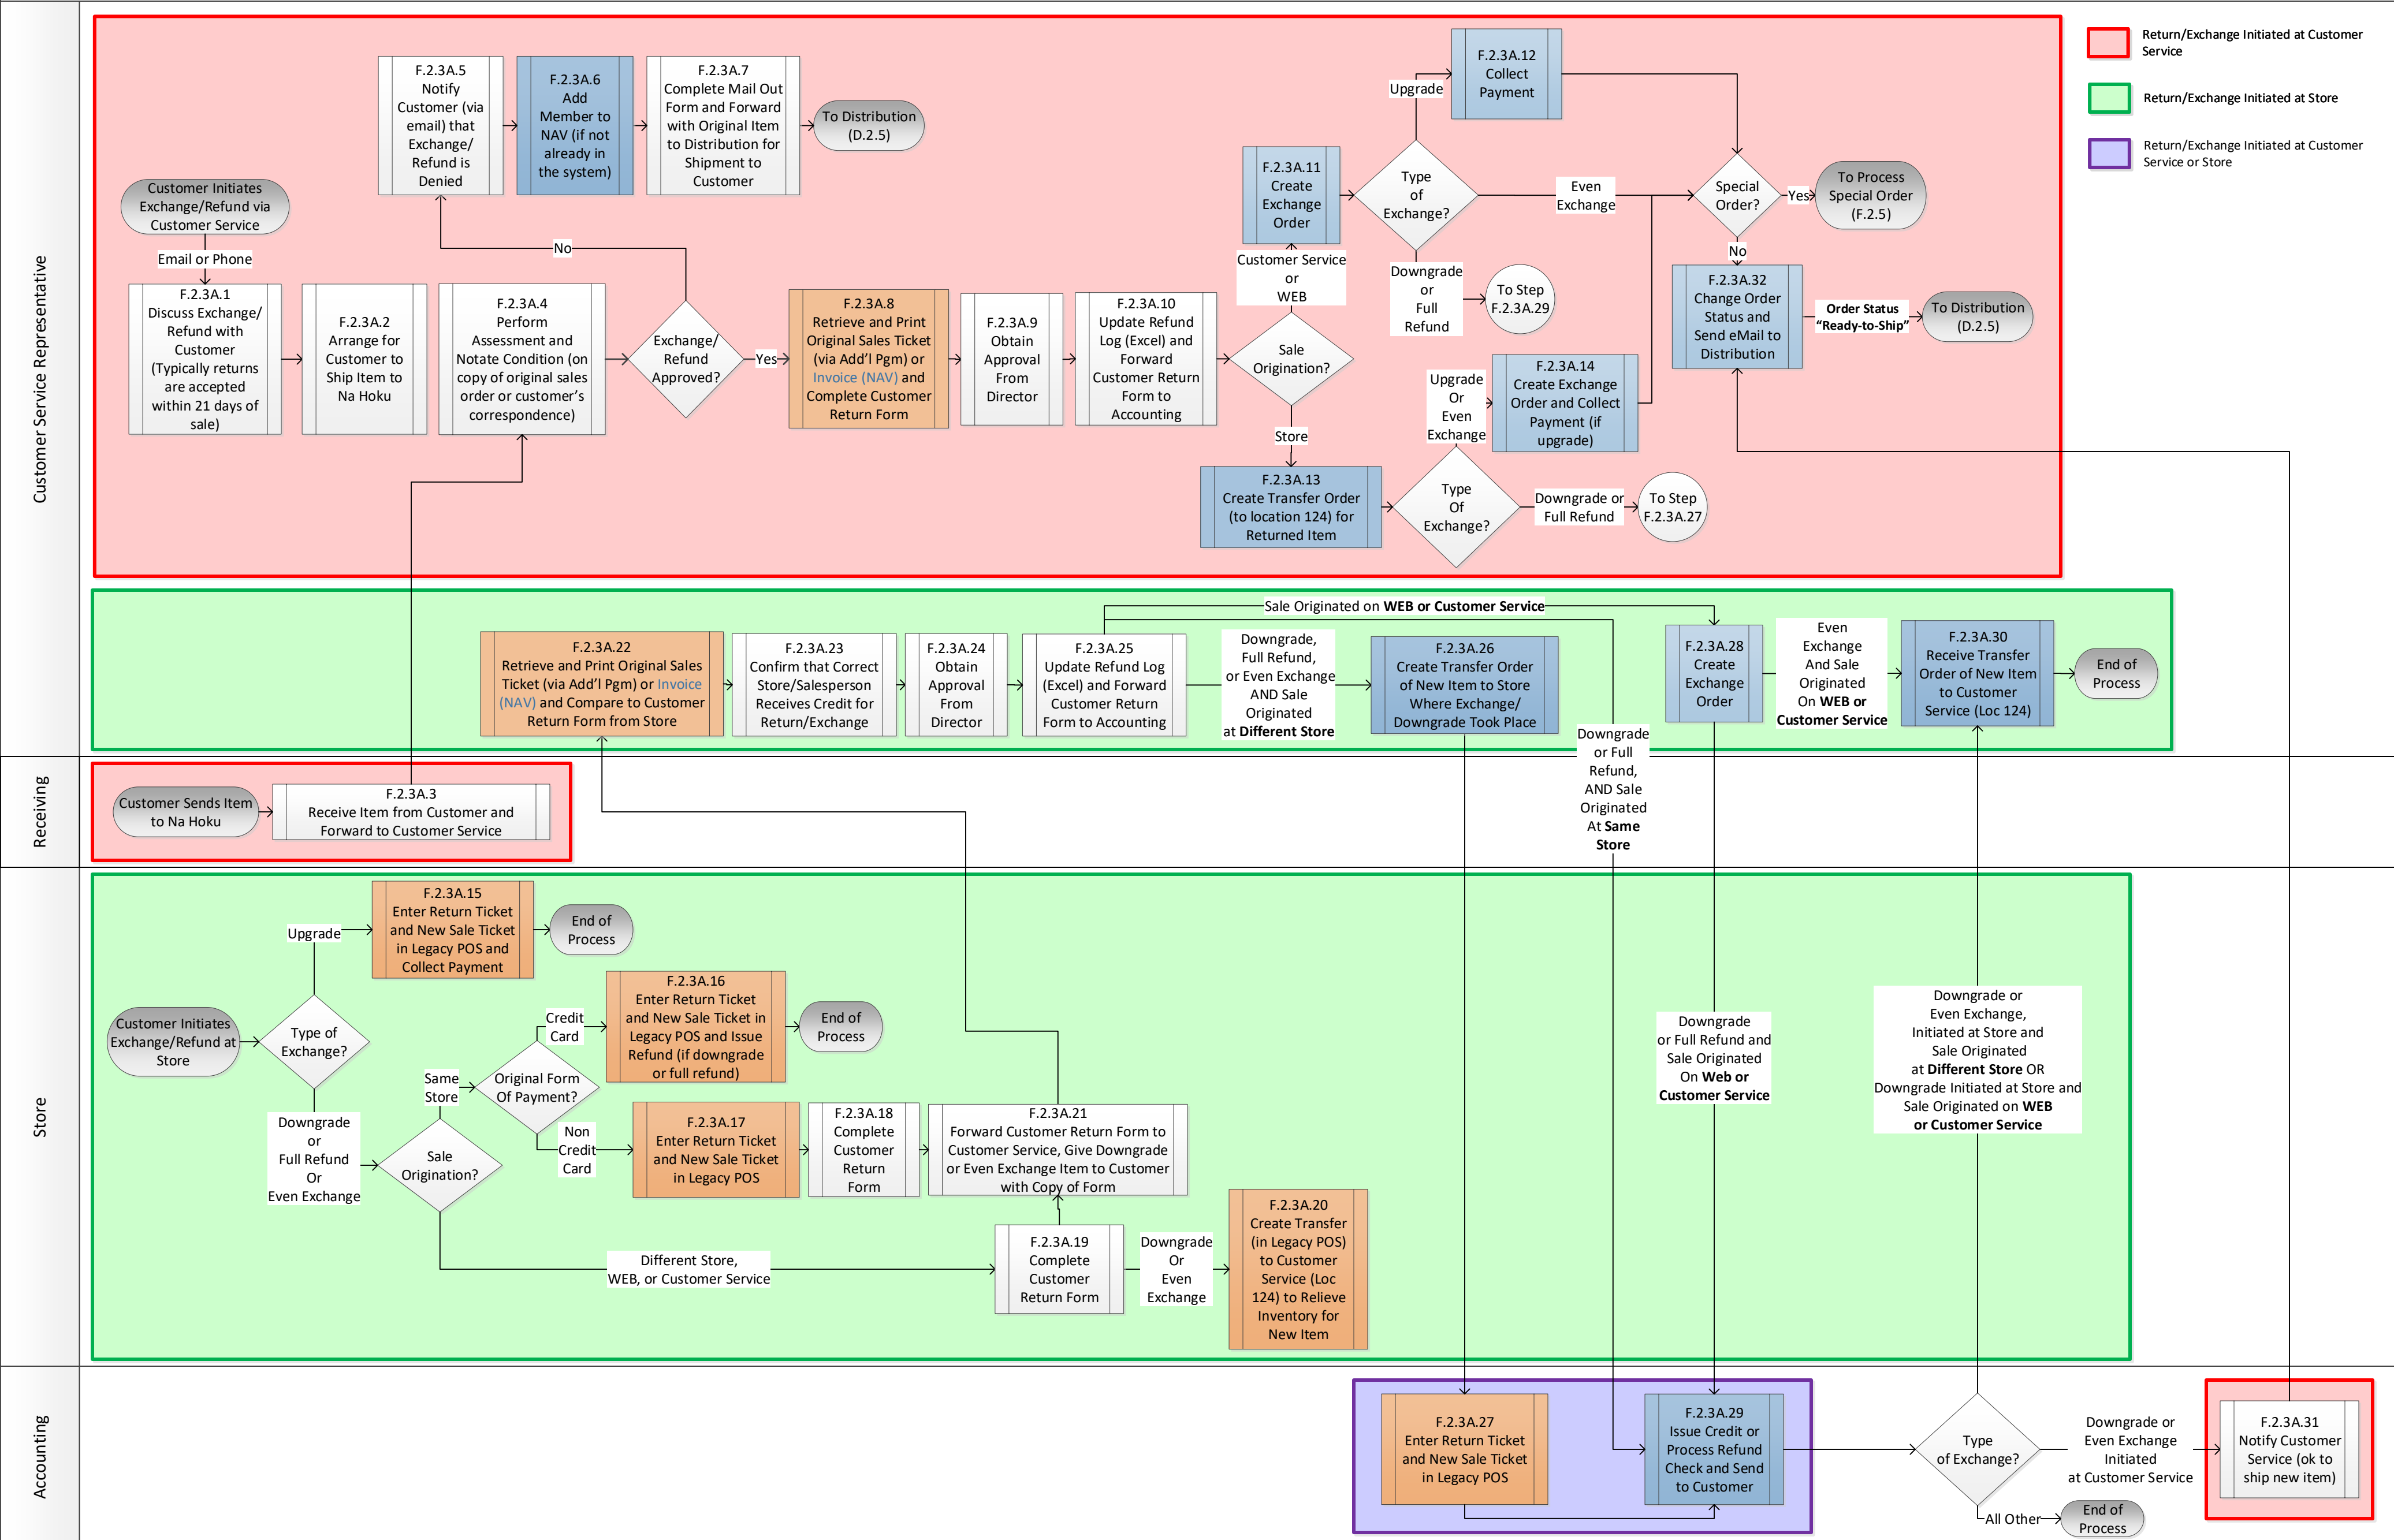 Customer Service Representative
F.2.3A.5
Notify
Customer (via
email) that
Exchange/
Refund is
Denied
F.2.3A.6
Add
Member to
NAV (if not
already in
the system)
F.2.3A.7
Complete Mail Out
Form and Forward
with Original Item
to Distribution for
Shipment to
Customer
To Distribution
(D.2.5)
Customer Initiates
Exchange/Refund via
Customer Service
Email or Phone
No
F.2.3A.1
Discuss Exchange/
Refund with
Customer
(Typically returns
are accepted
within 21 days of
sale)
F.2.3A.2
Arrange for
Customer to
Ship Item to
Na Hoku
F.2.3A.4
Perform
Assessment and
Notate Condition (on
copy of original sales
order or customer’s
correspondence)
Exchange/
Refund
Approved?
Yes
F.2.3A.8
Retrieve and Print
Original Sales Ticket
(via Add’l Pgm) or
Invoice (NAV) and
Complete Customer
Return Form
F.2.3A.9
Obtain
Approval
From
Director
F.2.3A.10
Update Refund
Log (Excel) and
Forward
Customer Return
Form to
Accounting
Sale
Origination?
Customer Service
or
WEB
Store
F.2.3A.11
Create
Exchange
Order
Type
of
Exchange?
Upgrade
F.2.3A.12
Collect
Payment
Even
Exchange
Downgrade
or
Full
Refund
To Step
F.2.3A.29
Special
Order?
Yes
To Process
Special Order
(F.2.5)
No
F.2.3A.32
Change Order
Status and
Send eMail to
Distribution
Order Status
“Ready-to-Ship”
To Distribution
(D.2.5)
F.2.3A.13
Create Transfer Order
(to location 124) for
Returned Item
Type
Of
Exchange?
Upgrade
Or
Even
Exchange
F.2.3A.14
Create Exchange
Order and Collect
Payment (if
upgrade)
Downgrade or
Full Refund
To Step
F.2.3A.27
Return/Exchange Initiated at Customer
Service
Return/Exchange Initiated at Store
Return/Exchange Initiated at Customer
Service or Store
Sale Originated on WEB or Customer Service
F.2.3A.22
Retrieve and Print Original Sales
Ticket (via Add’l Pgm) or Invoice
(NAV) and Compare to Customer
Return Form from Store
F.2.3A.23
Confirm that Correct
Store/Salesperson
Receives Credit for
Return/Exchange
F.2.3A.24
Obtain
Approval
From
Director
F.2.3A.25
Update Refund Log
(Excel) and Forward
Customer Return
Form to Accounting
Downgrade,
Full Refund,
or Even Exchange
AND Sale
Originated
at Different Store
F.2.3A.26
Create Transfer Order
of New Item to Store
Where Exchange/
Downgrade Took Place
Downgrade
or Full
Refund,
AND Sale
Originated
At Same
Store
F.2.3A.28
Create
Exchange
Order
Even
Exchange
And Sale
Originated
On WEB or
Customer Service
F.2.3A.30
Receive Transfer
Order of New Item
to Customer
Service (Loc 124)
End of
Process
Receiving
Customer Sends Item
to Na Hoku
F.2.3A.3
Receive Item from Customer and
Forward to Customer Service
Store
Customer Initiates
Exchange/Refund at
Store
Type of
Exchange?
Upgrade
F.2.3A.15
Enter Return Ticket
and New Sale Ticket
in Legacy POS and
Collect Payment
End of
Process
Downgrade
or
Full Refund
Or
Even Exchange
Sale
Origination?
Same
Store
Original Form
Of Payment?
Credit
Card
F.2.3A.16
Enter Return Ticket
and New Sale Ticket in
Legacy POS and Issue
Refund (if downgrade
or full refund)
End of
Process
Non
Credit
Card
F.2.3A.17
Enter Return Ticket
and New Sale Ticket
in Legacy POS
F.2.3A.18
Complete
Customer
Return
Form
F.2.3A.21
Forward Customer Return Form to
Customer Service, Give Downgrade
or Even Exchange Item to Customer
with Copy of Form
Different Store,
WEB, or Customer Service
F.2.3A.19
Complete
Customer
Return Form
Downgrade
Or
Even
Exchange
F.2.3A.20
Create Transfer
(in Legacy POS)
to Customer
Service (Loc
124) to Relieve
Inventory for
New Item
Downgrade
or Full Refund and
Sale Originated
On Web or
Customer Service
Downgrade or
Even Exchange,
Initiated at Store and
Sale Originated
at Different Store OR
Downgrade Initiated at Store and
Sale Originated on WEB
or Customer Service
Accounting
F.2.3A.27
Enter Return Ticket
and New Sale Ticket
in Legacy POS
F.2.3A.29
Issue Credit or
Process Refund
Check and Send
to Customer
Type
of Exchange?
Downgrade or
Even Exchange
Initiated
at Customer Service
F.2.3A.31
Notify Customer
Service (ok to
ship new item)
All Other
End of
Process